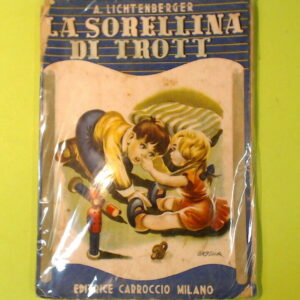 A. LICHTENBERGER
LA SORELLINA
DI TROTT
EDITRICE CARROCCIO MILANO